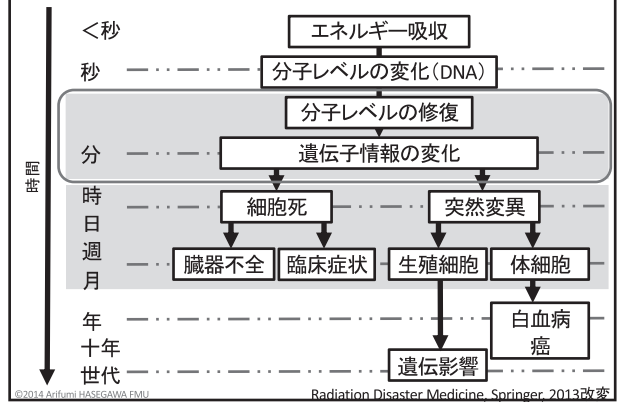 ＜秒
エネルギー吸収
秒
分子レベルの変化（DNA）
分子レベルの修復
分
遺伝子情報の変化
時間
時
細胞死
突然変異
日
週
臓器不全
臨床症状
生殖細胞
体細胞
月
年
白血病
癌
十年
遺伝影響
世代
©2014 Arifumi HASEGAWA FMU
Radiation Disaster Medicine, Springer, 2013改変